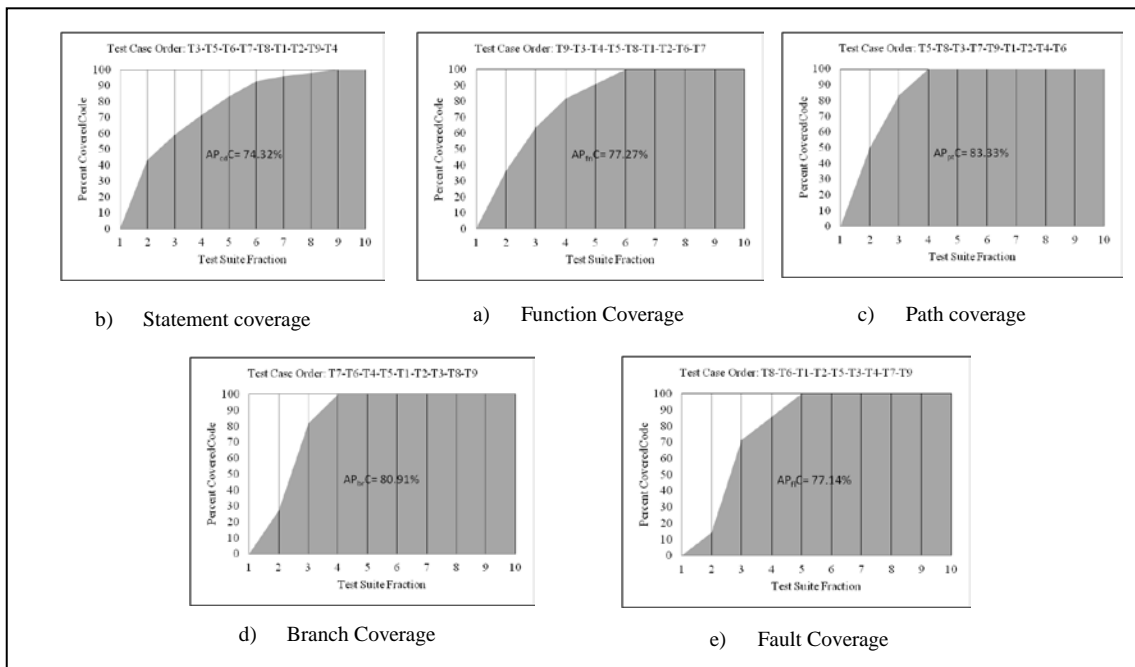 Test Case Order: T3-T5-T6-T7-T8-T1-T2-T9-T4
Percent Covered Code
100
90
80
70
60
50
40
30
20
10
0
APcdC= 74.32%
1 2 3 4 5 6 7 8 9 10
Test Suite Fraction
b) Statement coverage
Test Case Order: T9-T3-T4-T5-T8-T1-T2-T6-T7
Percent Covered Code
100
90
80
70
60
50
40
30
20
10
0
APfnC= 77.27%
1 2 3 4 5 6 7 8 9 10
Test Suite Fraction
a) Function Coverage
Test Case Order: T5-T8-T3-T7-T9-T1-T2-T4-T6
Percent Covered Code
100
90
80
70
60
50
40
30
20
10
0
APptC= 83.33%
1 2 3 4 5 6 7 8 9 10
Test Suite Fraction
c) Path coverage
Test Case Order: T7-T6-T4-T5-T1-T2-T3-T8-T9
Percent Covered Code
100
90
80
70
60
50
40
30
20
10
0
APbrC= 80.91%
1 2 3 4 5 6 7 8 9 10
Test Suite Fraction
d) Branch Coverage
Test Case Order: T8-T6-T1-T2-T5-T3-T4-T7-T9
Percent Covered Code
100
90
80
70
60
50
40
30
20
10
0
APflC= 77.14%
1 2 3 4 5 6 7 8 9 10
Test Suite Fraction
e) Fault Coverage